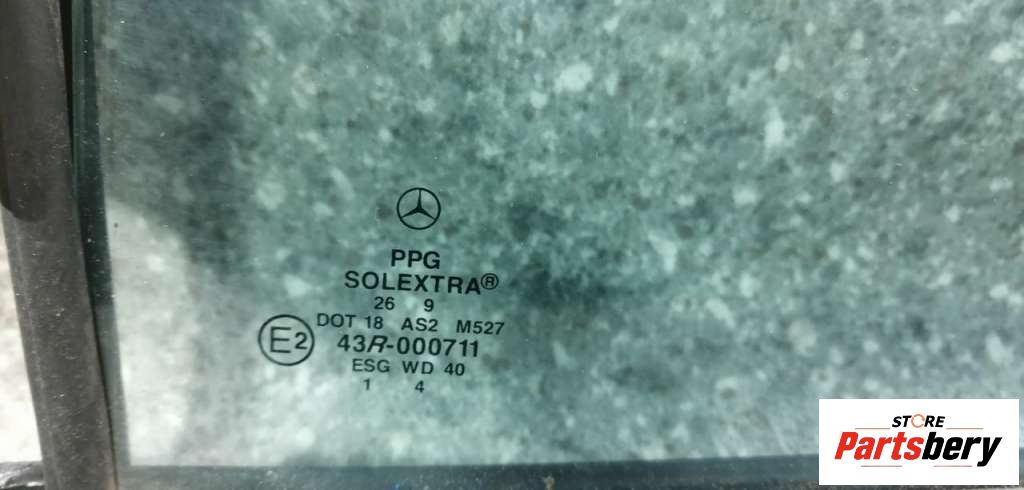 PPG
SOLEXTRA®
26 9
DOT 18 AS2 M527
E2 43R-000711
ESG WD 40
1 4
STORE
Partsbery